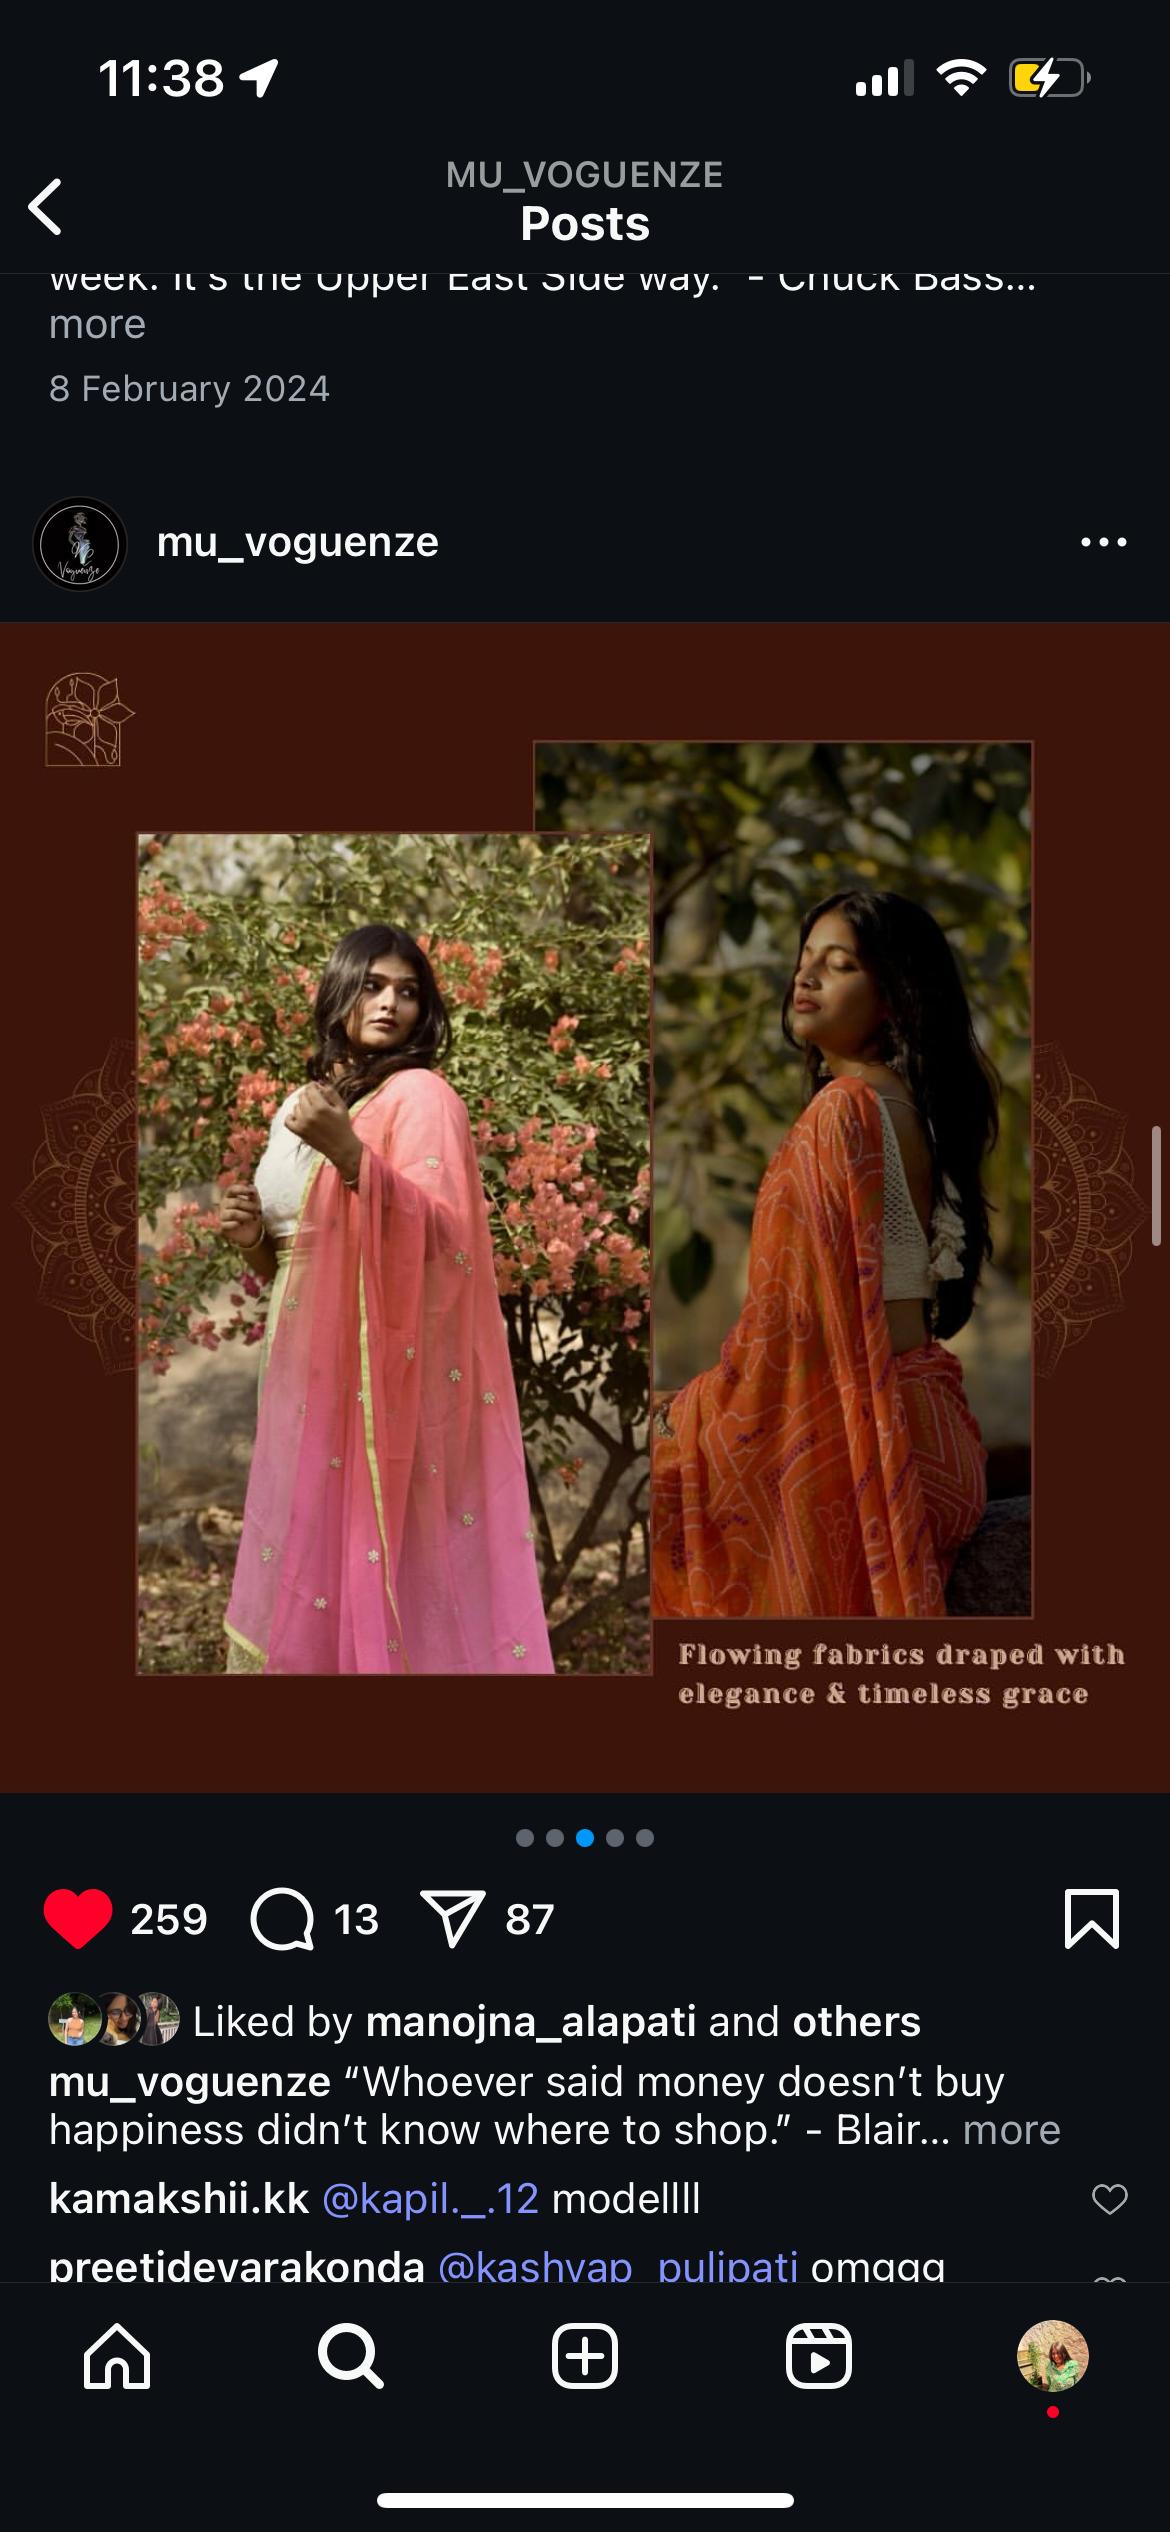 11:38
MU_VOGUENZE
Posts
week. It's the Upper East Side way.” - Chuck Bass...
more
8 February 2024
Voguenze
mu_voguenze
Flowing fabrics draped with
elegance & timeless grace
259 13 87
Liked by manojna_alapati and others
mu_voguenze “Whoever said money doesn’t buy
happiness didn’t know where to shop.” - Blair... more
kamakshii.kk @kapil._.12 modellll
preetidevarakonda @kashyap_pulipati omggg